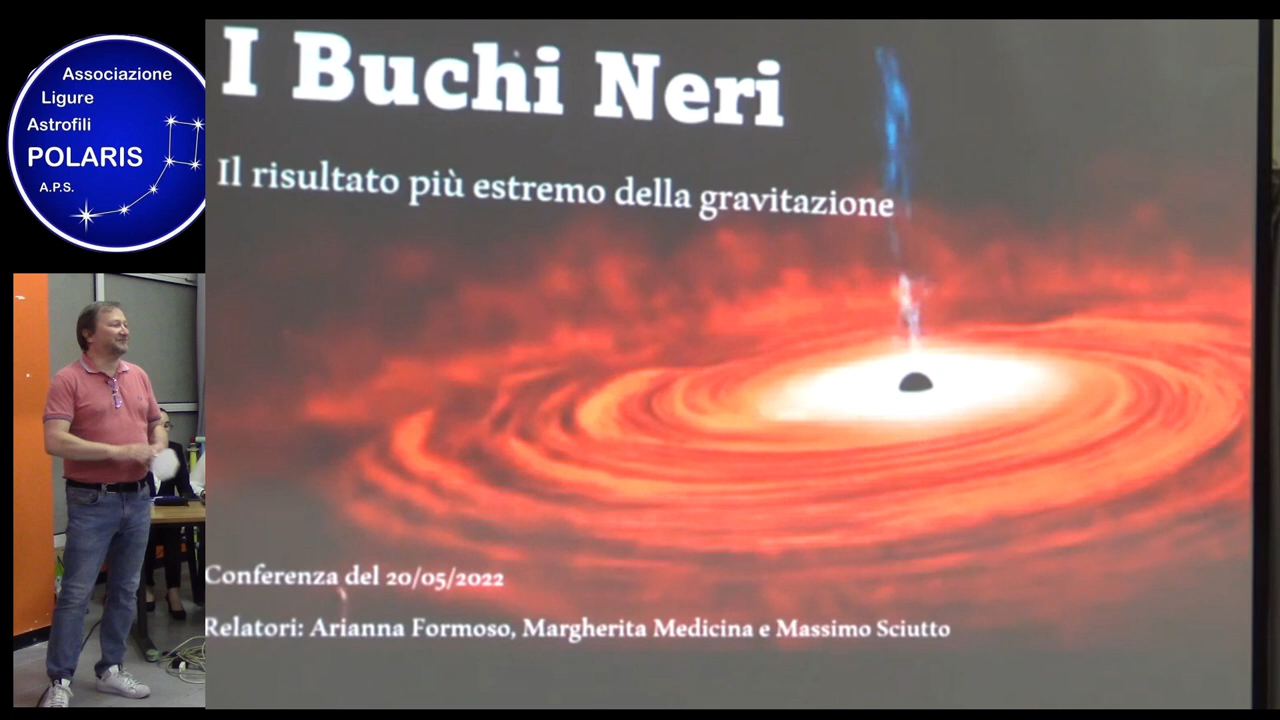 Associazione
Ligure
Astrofili
POLARIS
A.P.S.
I Buchi Neri
Il risultato più estremo della gravitazione
Conferenza del 20/05/2022
Relatori: Arianna Formoso, Margherita Medicina e Massimo Sciutto